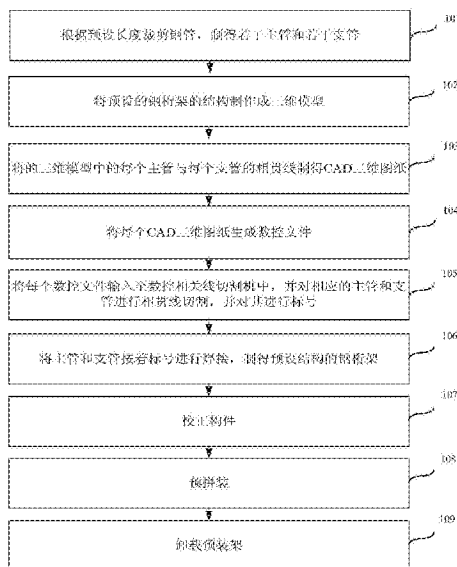 101
根据预设长度裁剪钢管，制得若干主管和若干支管
102
将预设的钢桁架的结构制作成三维模型
103
将的三维模型中的每个主管与每个支管的相贯线制得CAD三维图纸
104
将每个CAD三维图纸生成数控文件
105
将每个数控文件输入至数控相关线切割机中，并对相应的主管和支
管进行相贯线切割，并对其进行标号
106
将主管和支管按着标号进行焊接，制得预设结构的钢桁架
107
校正构件
108
预拼装
109
卸载预装架